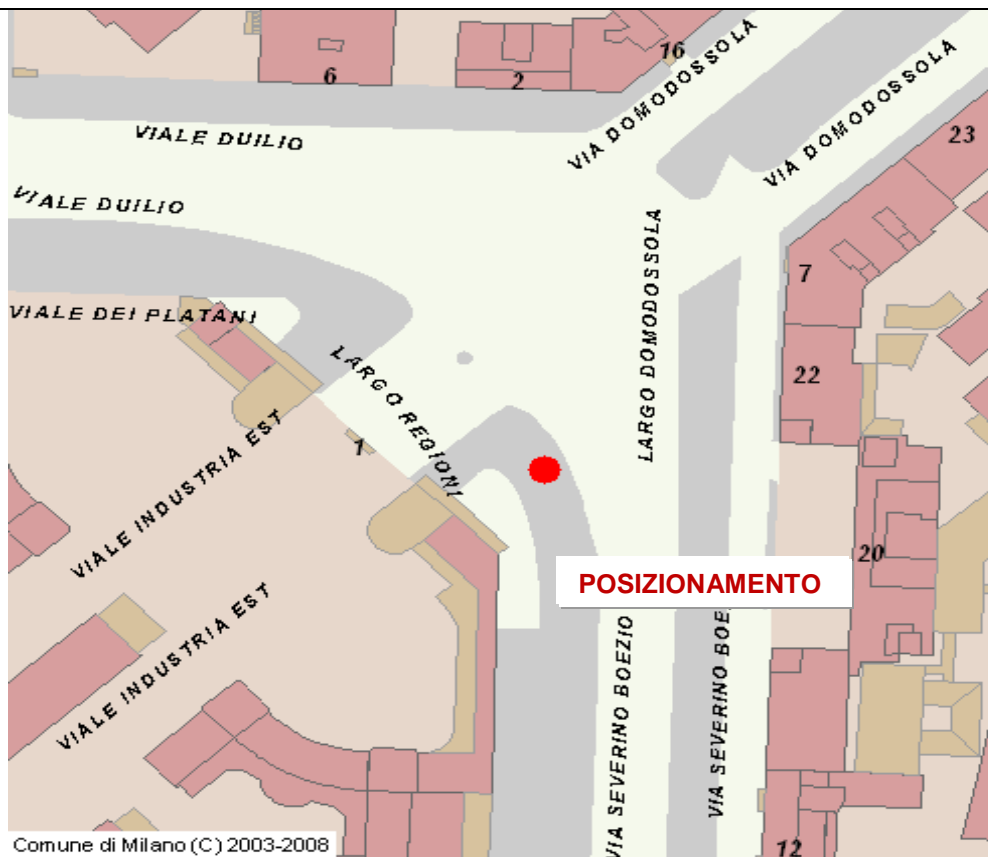 16
6
2
VIA DOMODOSSOLA
VIA DOMODOSSOLA
VIALE DUILIO
23
VIALE DUILIO
LARGO DOMODOSSOLA
7
VIALE DEI PLATANI
LARGO REGIONI
22
1
VIALE INDUSTRIA EST
20
POSIZIONAMENTO
VIALE INDUSTRIA EST
VIA SEVERINO BOEZIO
VIA SEVERINO BOE
Comune di Milano (C) 2003-2008
12